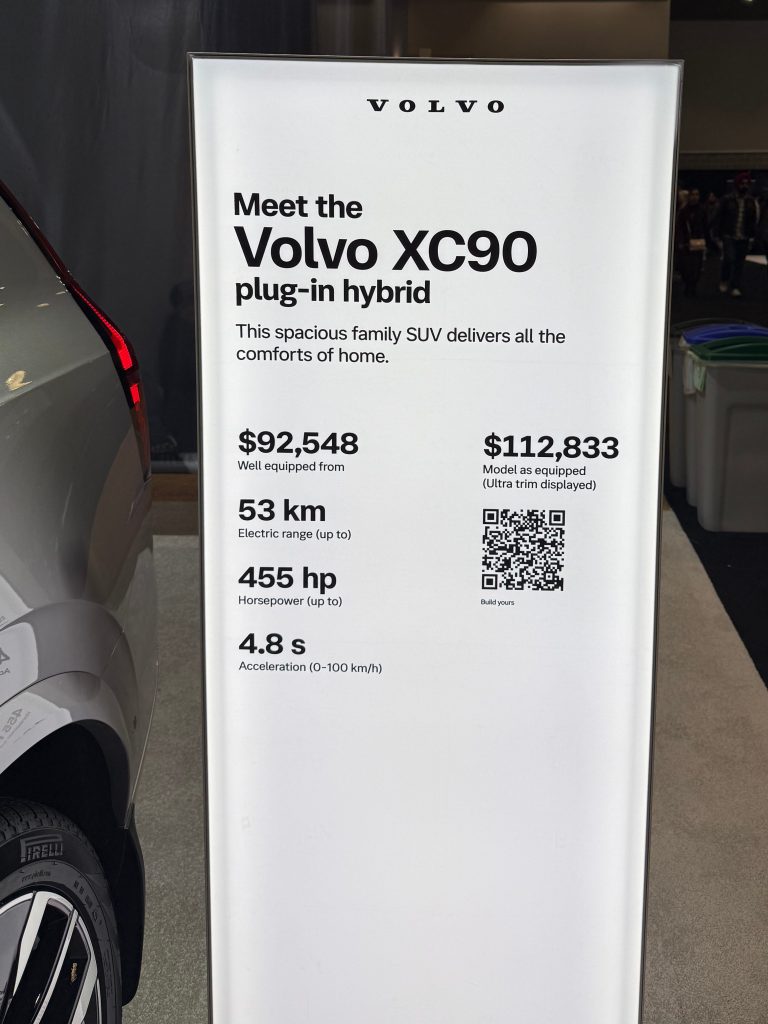 VOLVO
Meet the
Volvo XC90
plug-in hybrid
This spacious family SUV delivers all the
comforts of home.
$92,548
Well equipped from
53 km
Electric range (up to)
455 hp
Horsepower (up to)
4.8 s
Acceleration (0-100 km/h)
$112,833
Model as equipped
(Ultra trim displayed)
Build yours
PIRELLI